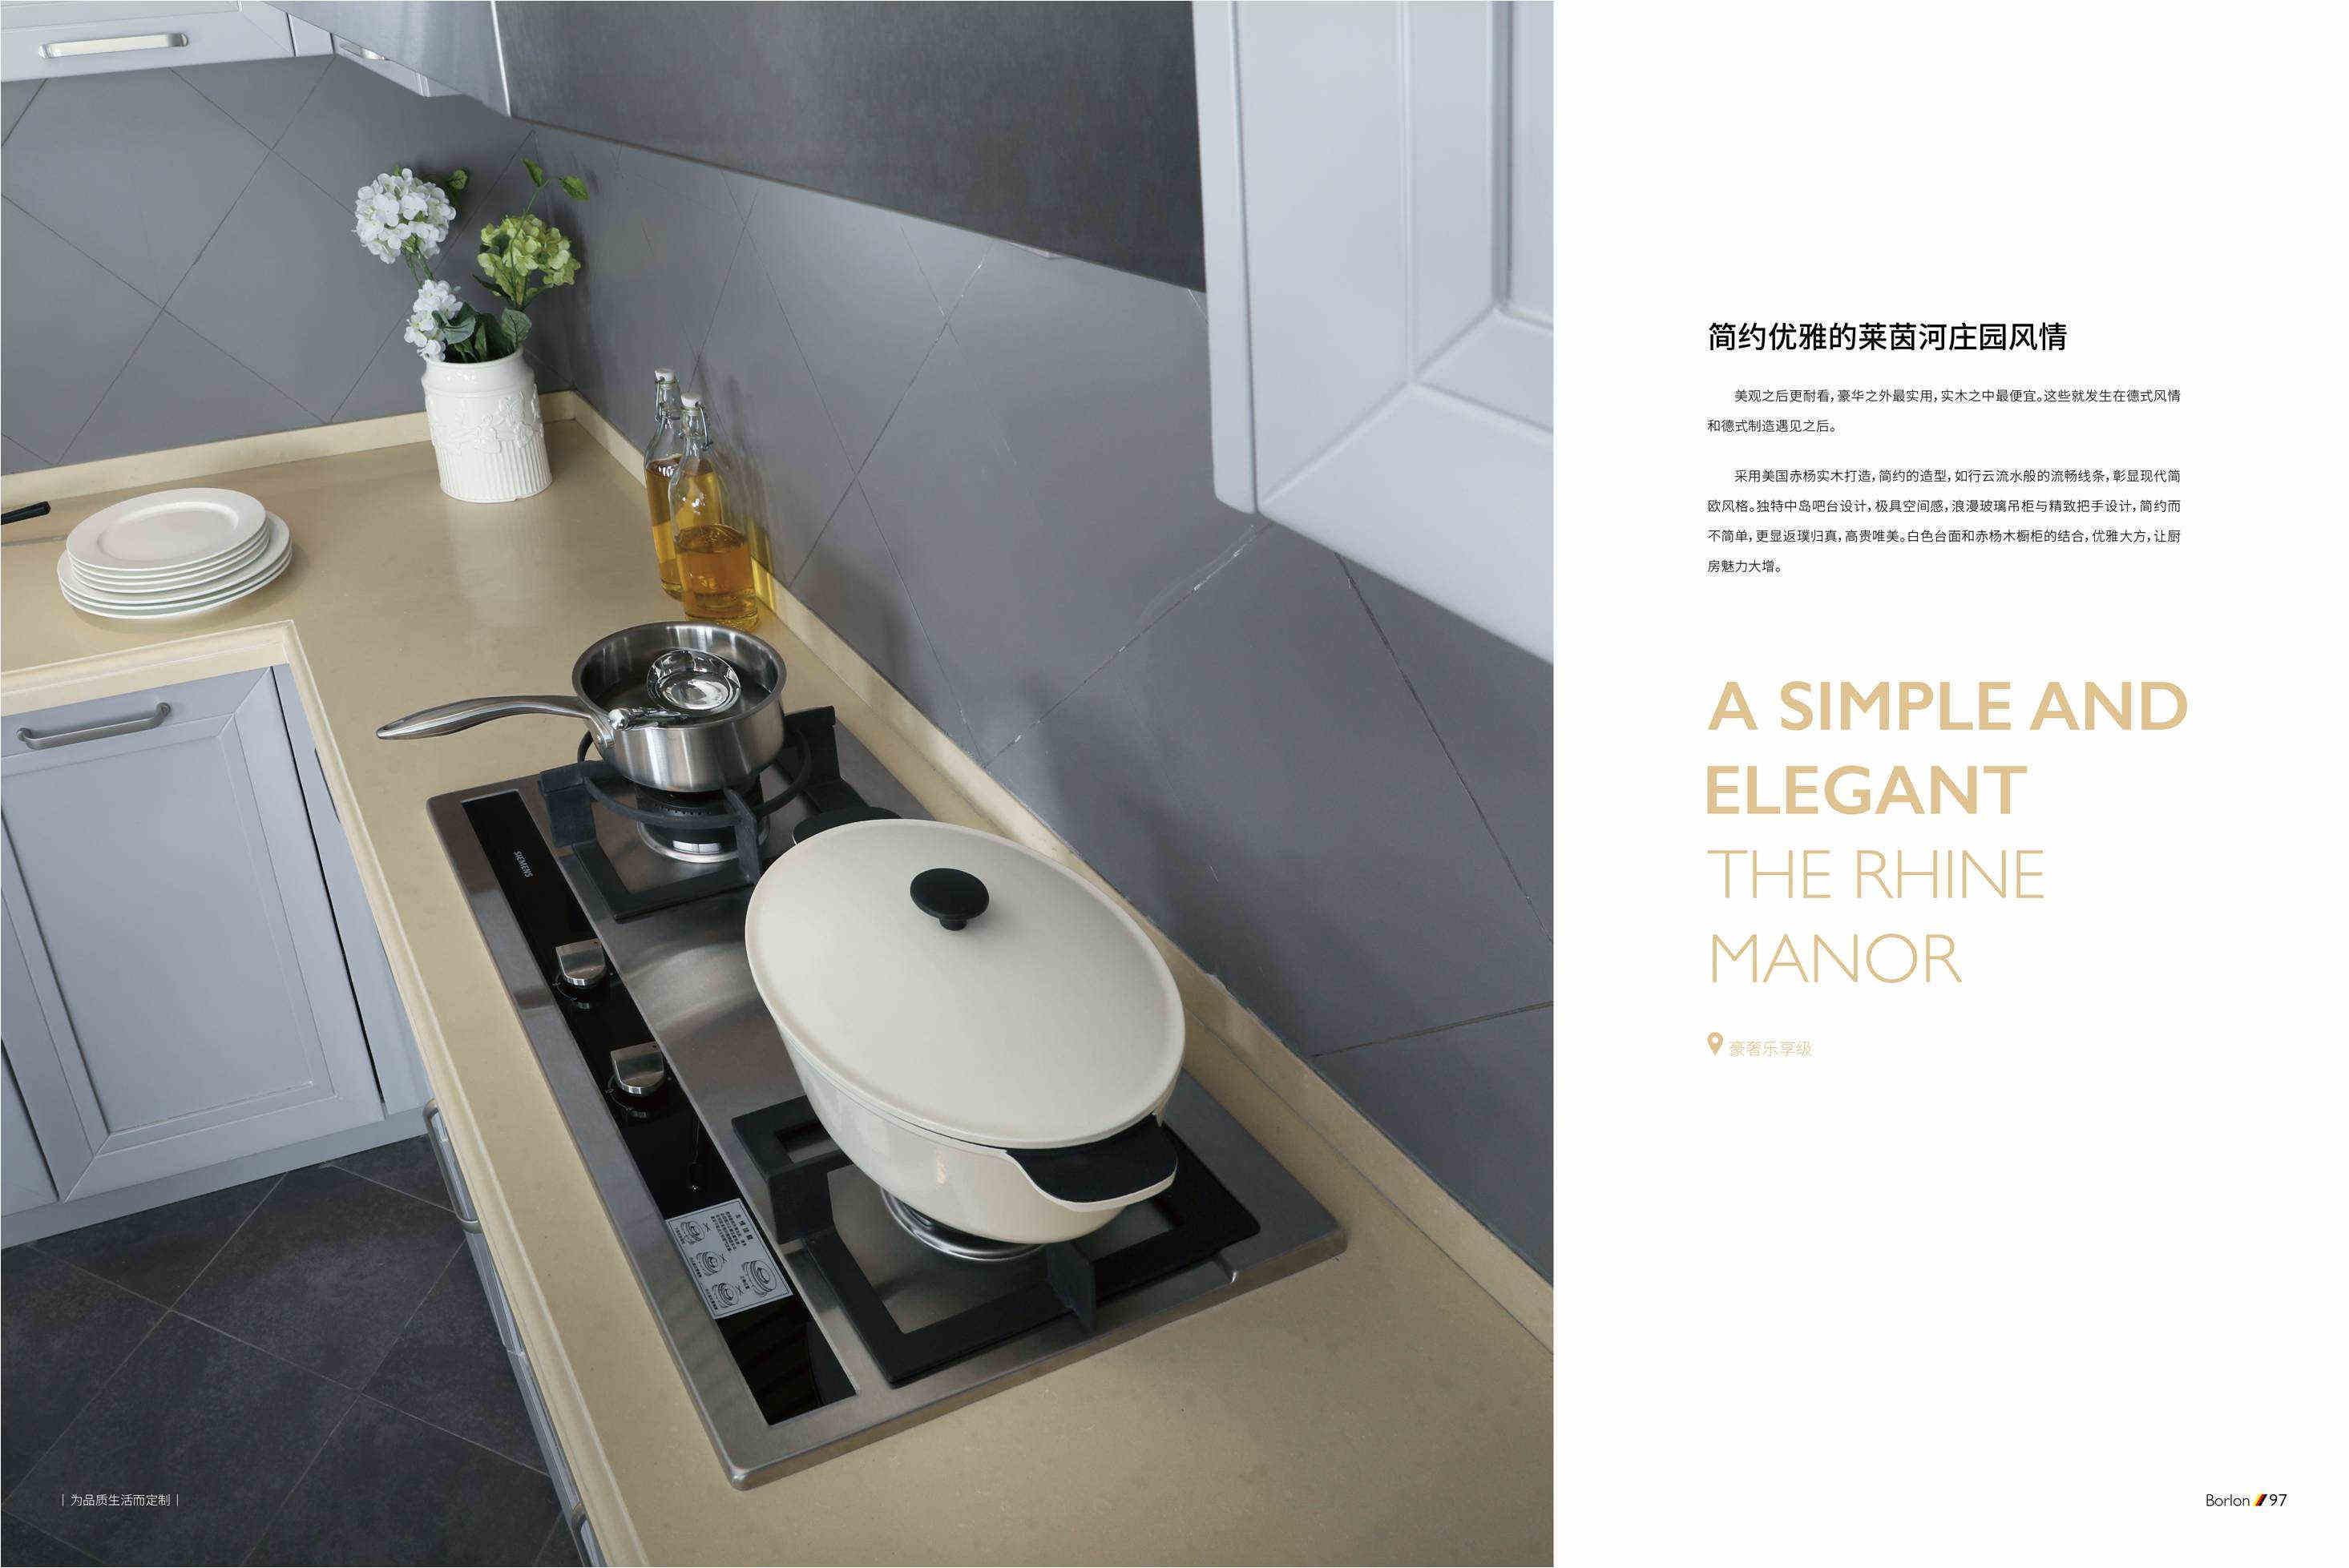 简约优雅的莱茵河庄园风情
美观之后更耐看,豪华之外最实用,实木之中最便宜。这些就发生在德式风情
和德式制造遇见之后。
采用美国赤杨实木打造,简约的造型,如行云流水般的流畅线条,彰显现代简
欧风格。独特中岛吧台设计,极具空间感,浪漫玻璃吊柜与精致把手设计,简约而
不简单,更显返璞归真,高贵唯美。白色台面和赤杨木橱柜的结合,优雅大方,让厨
房魅力大增。
A SIMPLE AND
ELEGANT
THE RHINE
MANOR
豪奢乐享级
SIEMENS
| 为品质生活而定制 |
Borlon 97